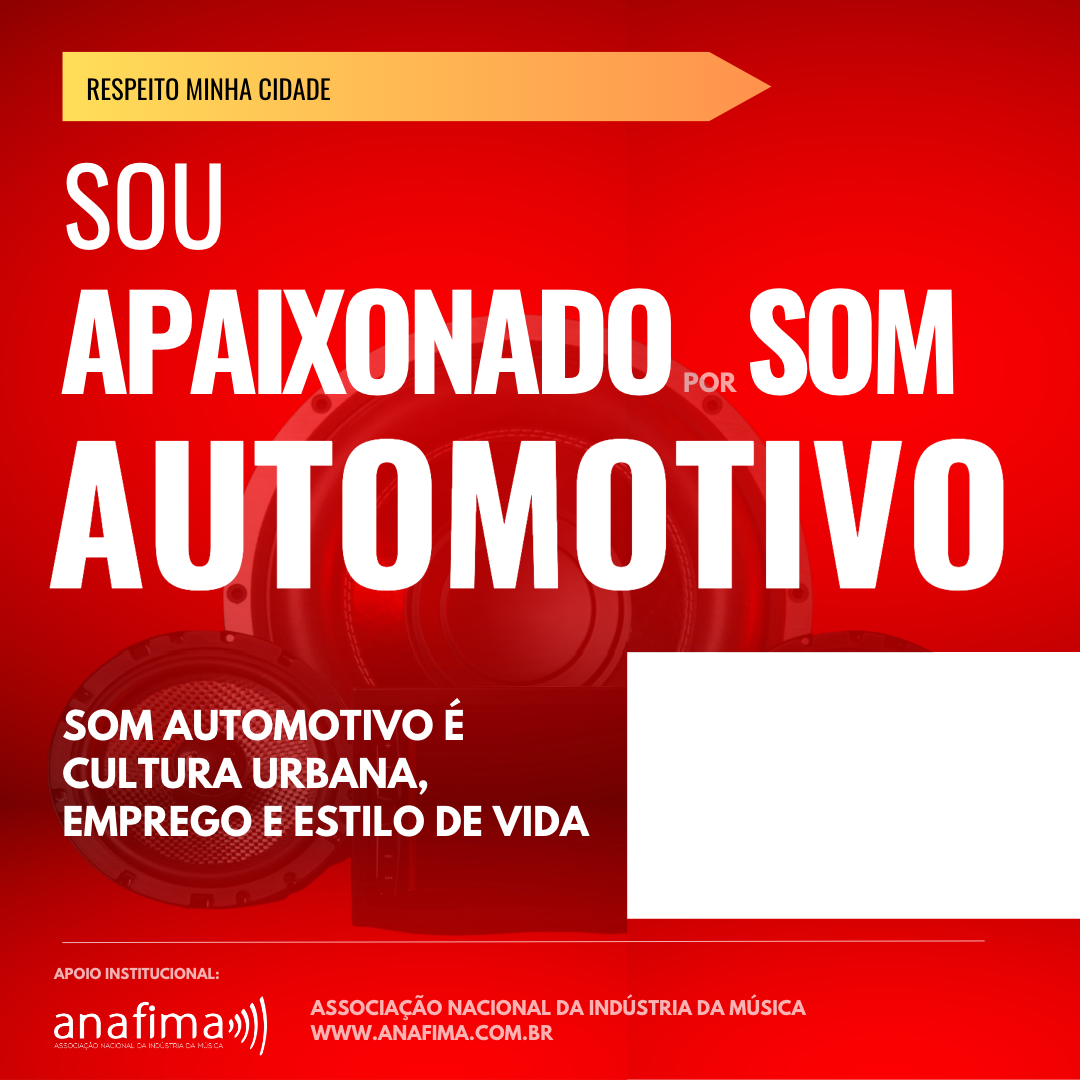 RESPEITO MINHA CIDADE
SOU
APAIXONADO POR SOM
AUTOMOTIVO
SOM AUTOMOTIVO É
CULTURA URBANA,
EMPREGO E ESTILO DE VIDA
APOIO INSTITUCIONAL:
anafima
ASSOCIAÇÃO NACIONAL DA INDÚSTRIA DA MÚSICA
ASSOCIAÇÃO NACIONAL DA INDÚSTRIA DA MÚSICA
WWW.ANAFIMA.COM.BR